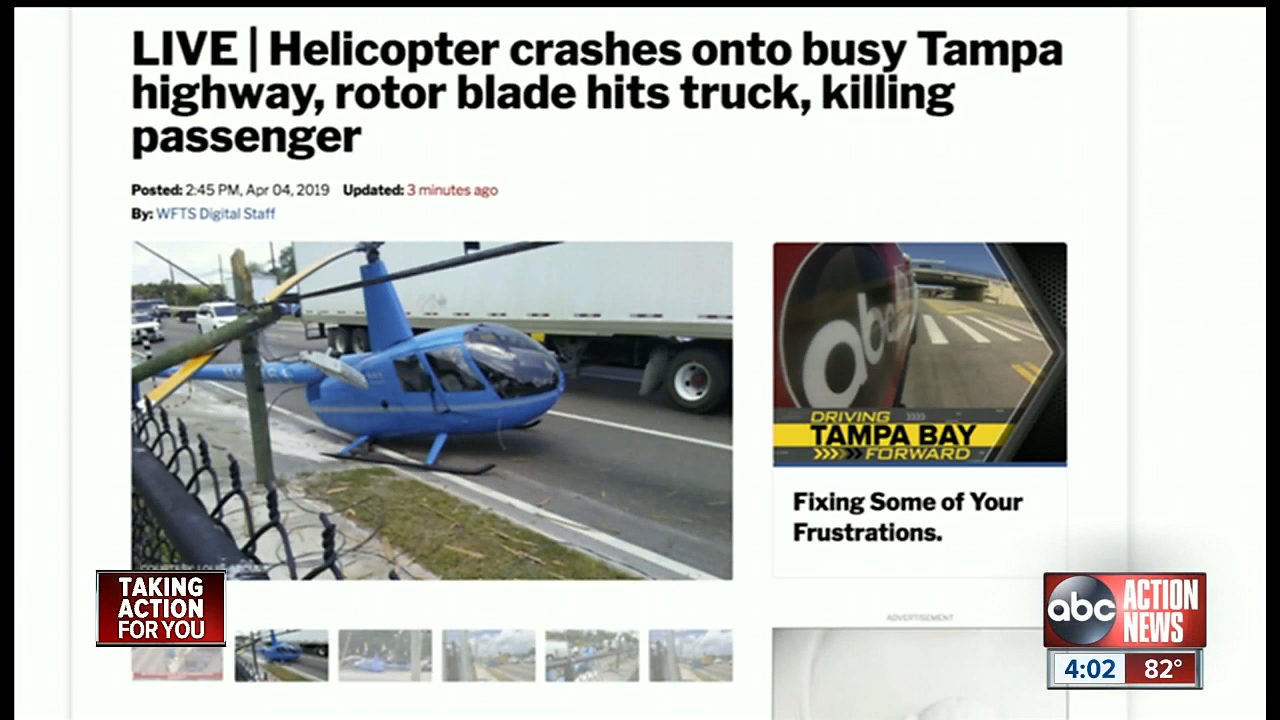 LIVE | Helicopter crashes onto busy Tampa
highway, rotor blade hits truck, killing
passenger
Posted: 2:45 PM, Apr 04, 2019 Updated: 3 minutes ago
By: WFTS Digital Staff
abc
DRIVING
TAMPA BAY
FORWARD
Fixing Some of Your
Frustrations.
ADVERTISEMENT
TAKING
ACTION
FOR YOU
abc ACTION
NEWS
4:02 82°